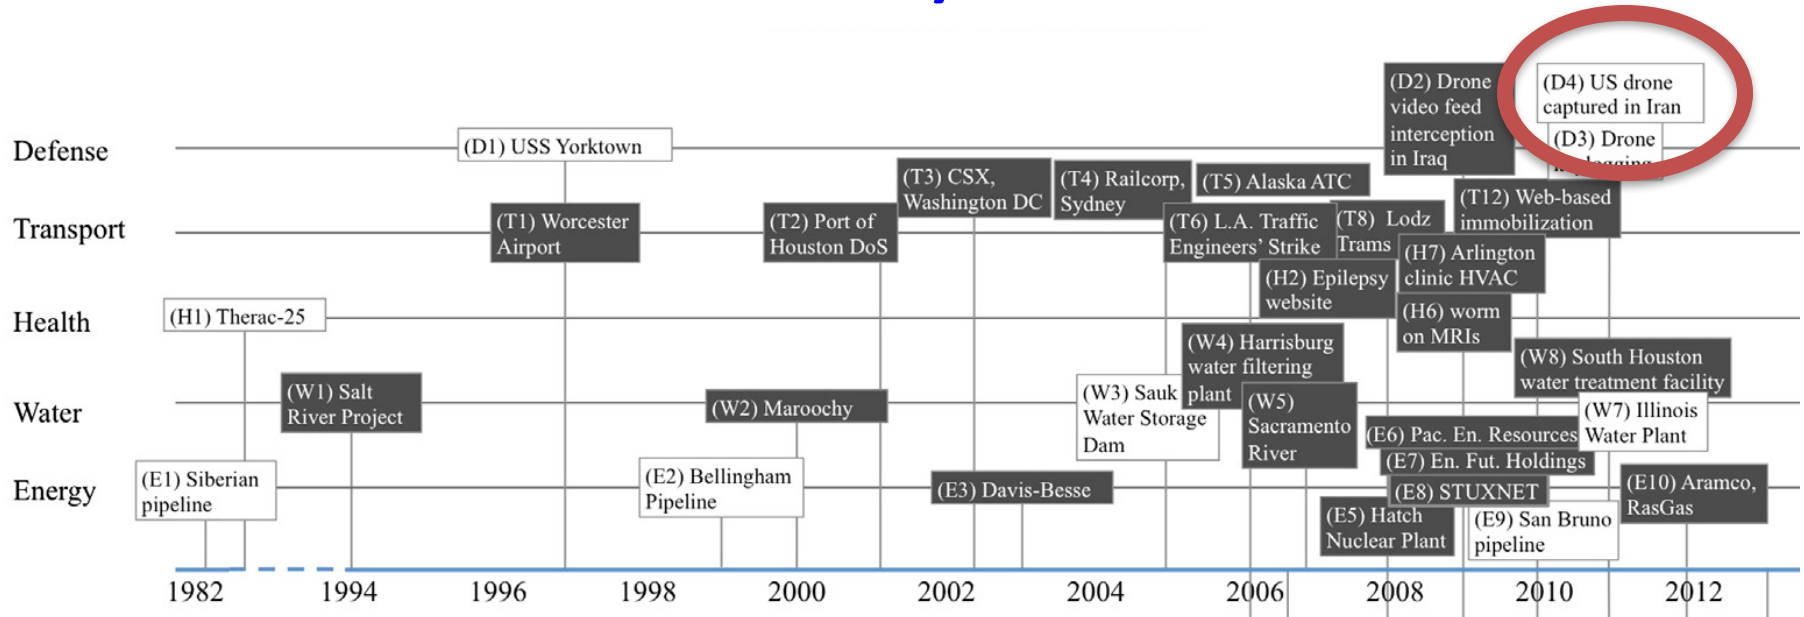 (D2) Drone
video feed
interception
in Iraq
(D4) US drone
captured in Iran
(D3) Drone
Defense
(D1) USS Yorktown
(T3) CSX,
Washington DC
(T4) Railcorp,
Sydney
(T5) Alaska ATC
(T12) Web-based
immobilization
Transport
(T1) Worcester
Airport
(T2) Port of
Houston DoS
(T6) L.A. Traffic
Engineers' Strike
(T8) Lodz
Trams
(H7) Arlington
clinic HVAC
(H2) Epilepsy
website
Health
(H1) Therac-25
(H6) worm
on MRIs
(W4) Harrisburg
water filtering
plant
(W8) South Houston
water treatment facility
Water
(W1) Salt
River Project
(W2) Maroochy
(W3) Sauk
Water Storage
Dam
(W5)
Sacramento
River
(W7) Illinois
Water Plant
(E6) Pac. En. Resources
(E7) En. Fut. Holdings
Energy
(E1) Siberian
pipeline
(E2) Bellingham
Pipeline
(E3) Davis-Besse
(E8) STUXNET
(E10) Aramco,
RasGas
(E5) Hatch
Nuclear Plant
(E9) San Bruno
pipeline
1982 1994 1996 1998 2000 2002 2004 2006 2008 2010 2012